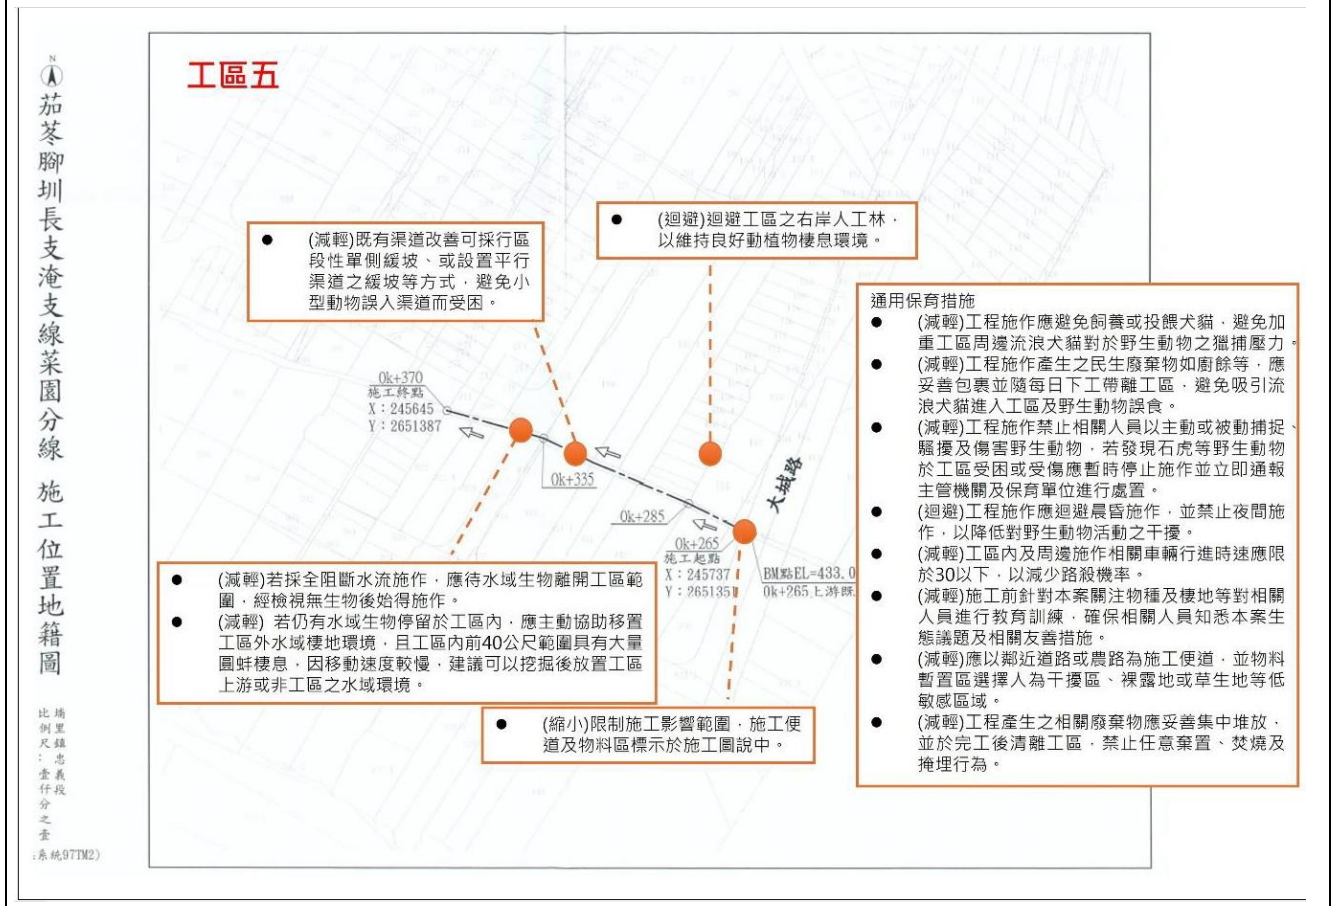 N
茄苳腳圳長支淹支線菜園分線 施工位置地籍圖
埔里鎮忠義段
比例尺:壹仟分之壹
系統97TM2)
工區五
● (減輕)既有渠道改善可採行區
段性單側緩坡、或設置平行
渠道之緩坡等方式,避免小
型動物誤入渠道而受困。
● (迴避)迴避工區之右岸人工林,
以維持良好動植物棲息環境。
0k+370
施工終點
X:245645
Y:2651387
0k+335
0k+285
大城路
0k+265
施工起點
X:245737
Y:2651351
BM點EL=433.0
0k+265上游既
● (減輕)若採全阻斷水流施作,應待水域生物離開工區範
圍,經檢視無生物後始得施作。
● (減輕) 若仍有水域生物停留於工區內,應主動協助移置
工區外水域棲地環境,且工區內前40公尺範圍具有大量
圓蚌棲息,因移動速度較慢,建議可以挖掘後放置工區
上游或非工區之水域環境。
● (縮小)限制施工影響範圍,施工便
道及物料區標示於施工圖說中。
通用保育措施
● (減輕)工程施作應避免飼養或投餵犬貓,避免加
重工區周邊流浪犬貓對於野生動物之獵捕壓力。
● (減輕)工程施作產生之民生廢棄物如廚餘等,應
妥善包裹並隨每日下工帶離工區,避免吸引流
浪犬貓進入工區及野生動物誤食。
● (減輕)工程施作禁止相關人員以主動或被動捕捉、
騷擾及傷害野生動物,若發現石虎等野生動物
於工區受困或受傷應暫時停止施作並立即通報
主管機關及保育單位進行處置。
● (迴避)工程施作應迴避晨昏施作,並禁止夜間施
作,以降低對野生動物活動之干擾。
● (減輕)工區內及周邊施作相關車輛行進時速應限
於30以下,以減少路殺機率。
● (減輕)施工前針對本案關注物種及棲地等對相關
人員進行教育訓練,確保相關人員知悉本案生
態議題及相關友善措施。
● (減輕)應以鄰近道路或農路為施工便道,並物料
暫置區選擇人為干擾區、裸露地或草生地等低
敏感區域。
● (減輕)工程產生之相關廢棄物應妥善集中堆放,
並於完工後清離工區,禁止任意棄置、焚燒及
掩埋行為。